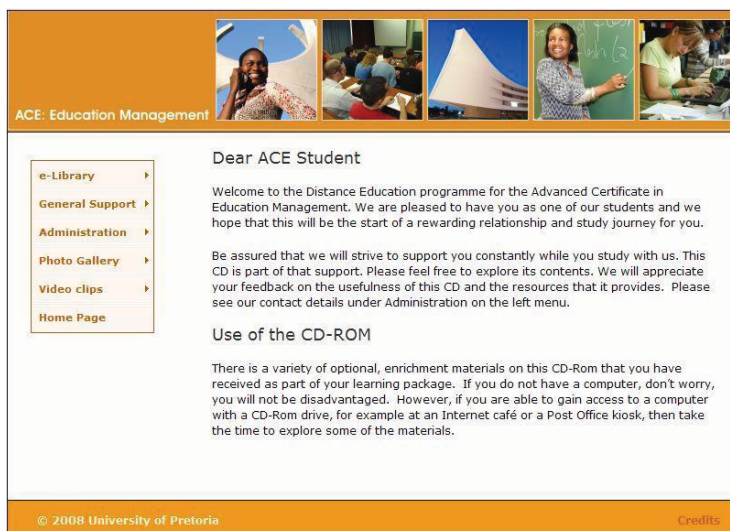 ACE: Education Management
e-Library
General Support
Administration
Photo Gallery
Video clips
Home Page
Dear ACE Student
Welcome to the Distance Education programme for the Advanced Certificate in
Education Management. We are pleased to have you as one of our students and we
hope that this will be the start of a rewarding relationship and study journey for you.
Be assured that we will strive to support you constantly while you study with us. This
CD is part of that support. Please feel free to explore its contents. We will appreciate
your feedback on the usefulness of this CD and the resources that it provides. Please
see our contact details under Administration on the left menu.
Use of the CD-ROM
There is a variety of optional, enrichment materials on this CD-Rom that you have
received as part of your learning package. If you do not have a computer, don't worry,
you will not be disadvantaged. However, if you are able to gain access to a computer
with a CD-Rom drive, for example at an Internet café or a Post Office kiosk, then take
the time to explore some of the materials.
© 2008 University of Pretoria
Credits